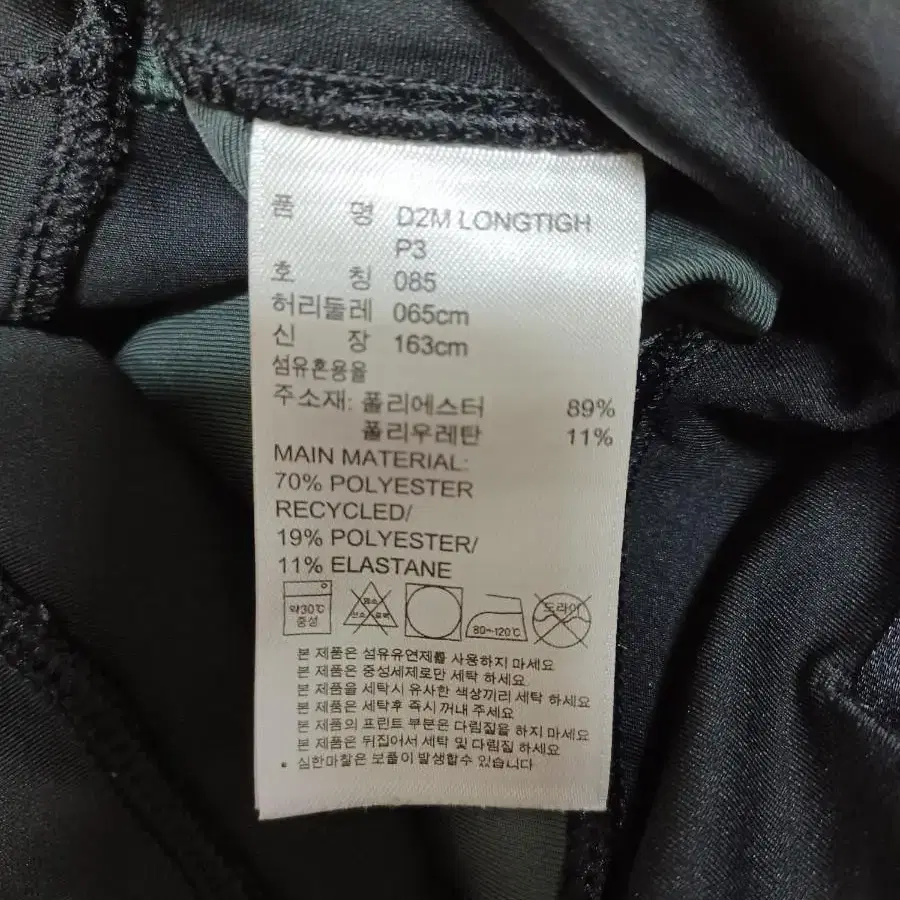 품 명 D2M LONGTIGH
P3
호 칭 085
허리둘레 065cm
신 장 163cm
섬유혼용율
주소재: 폴리에스터 89%
폴리우레탄 11%
MAIN MATERIAL:
70% POLYESTER
RECYCLED/
19% POLYESTER/
11% ELASTANE
약30℃
중성
염소
산소 표백
80~120℃
드라이
본 제품은 섬유유연제를 사용하지 마세요
본 제품은 중성세제로만 세탁 하세요
본 제품을 세탁시 유사한 색상끼리 세탁 하세요
본 제품은 세탁후 즉시 꺼내 주세요
본 제품의 프린트 부분은 다림질을 하지 마세요
본 제품은 뒤집어서 세탁 및 다림질 하세요
* 심한마찰은 보풀이 발생할수 있습니다